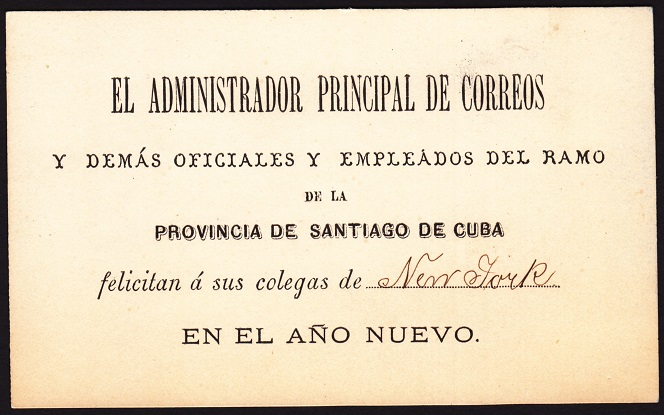 EL ADMINISTRADOR PRINCIPAL DE CORREOS
Y DEMÁS OFICIALES Y EMPLEADOS DEL RAMO
DE LA
PROVINCIA DE SANTIAGO DE CUBA
felicitan á sus colegas de New York
EN EL AÑO NUEVO.